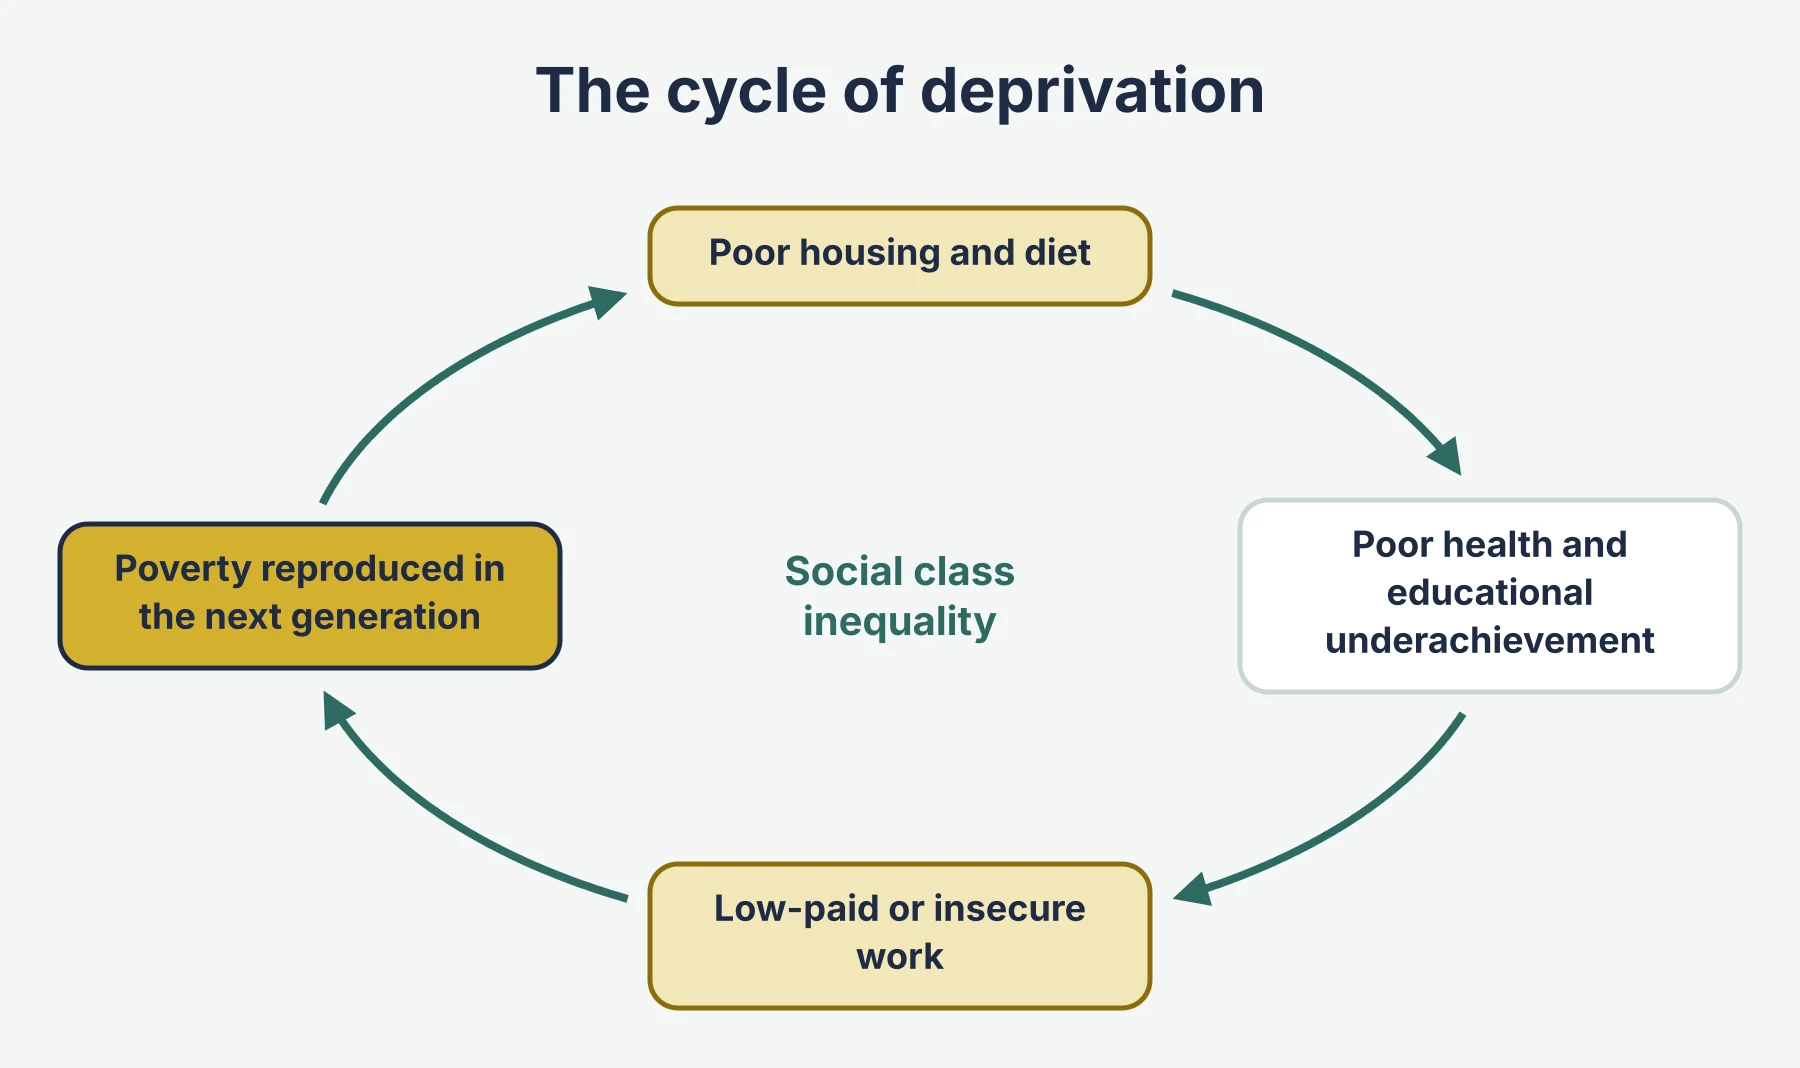 The cycle of deprivation
Poor housing and diet
Poor health and
educational
underachievement
Low-paid or insecure
work
Poverty reproduced in
the next generation
Social class
inequality